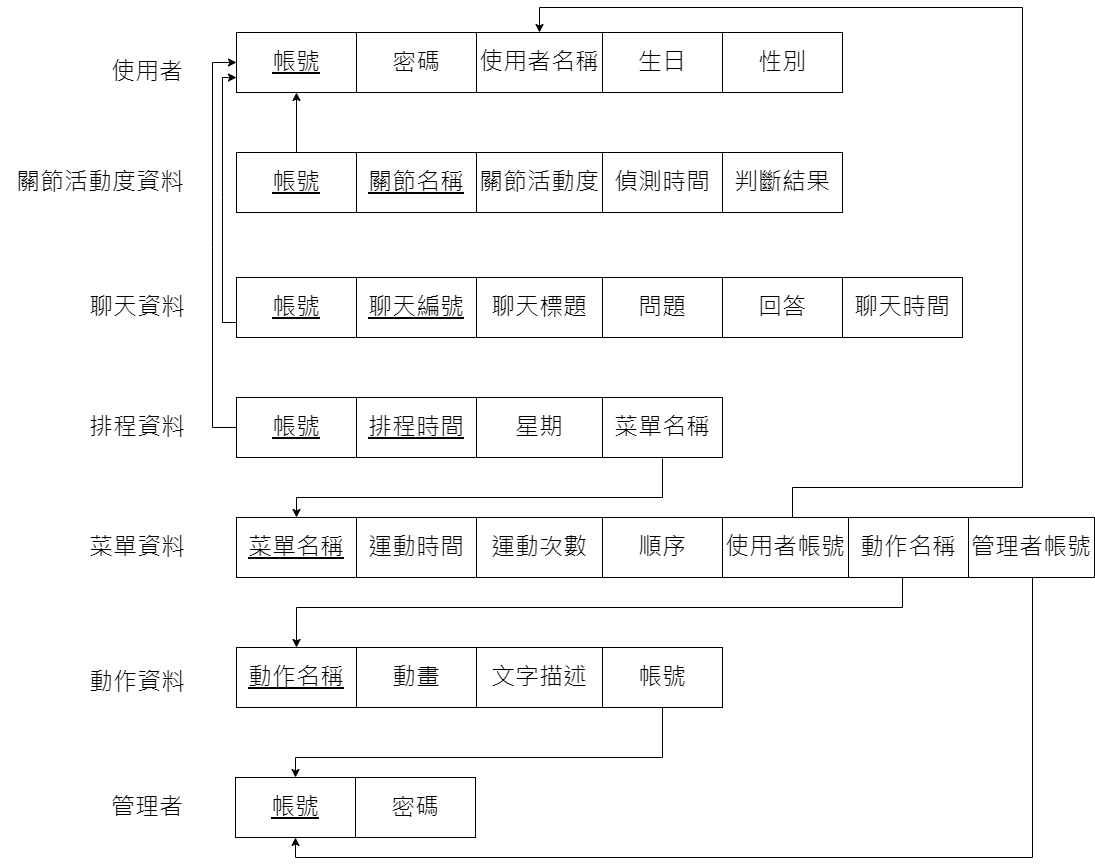 使用者 帳號 密碼 使用者名稱 生日 性別
關節活動度資料 帳號 關節名稱 關節活動度 偵測時間 判斷結果
聊天資料 帳號 聊天編號 聊天標題 問題 回答 聊天時間
排程資料 帳號 排程時間 星期 菜單名稱
菜單資料 菜單名稱 運動時間 運動次數 順序 使用者帳號 動作名稱 管理者帳號
動作資料 動作名稱 動畫 文字描述 帳號
管理者 帳號 密碼